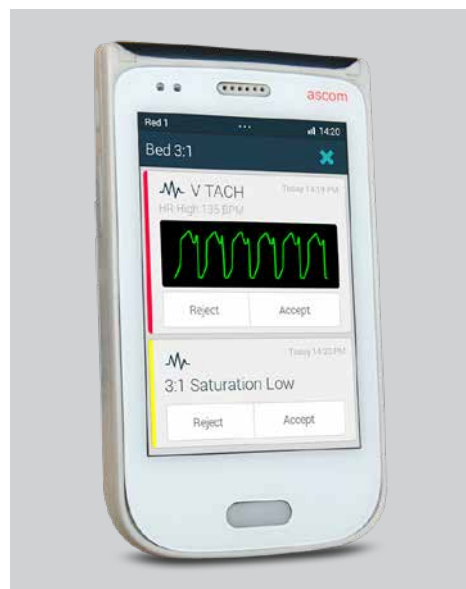 ascom
Red 1 ... 14:20
Bed 3:1
V TACH Today 14:19 PM
HR High 135 BPM
Reject Accept
Today 14:20 PM
3:1 Saturation Low
Reject Accept